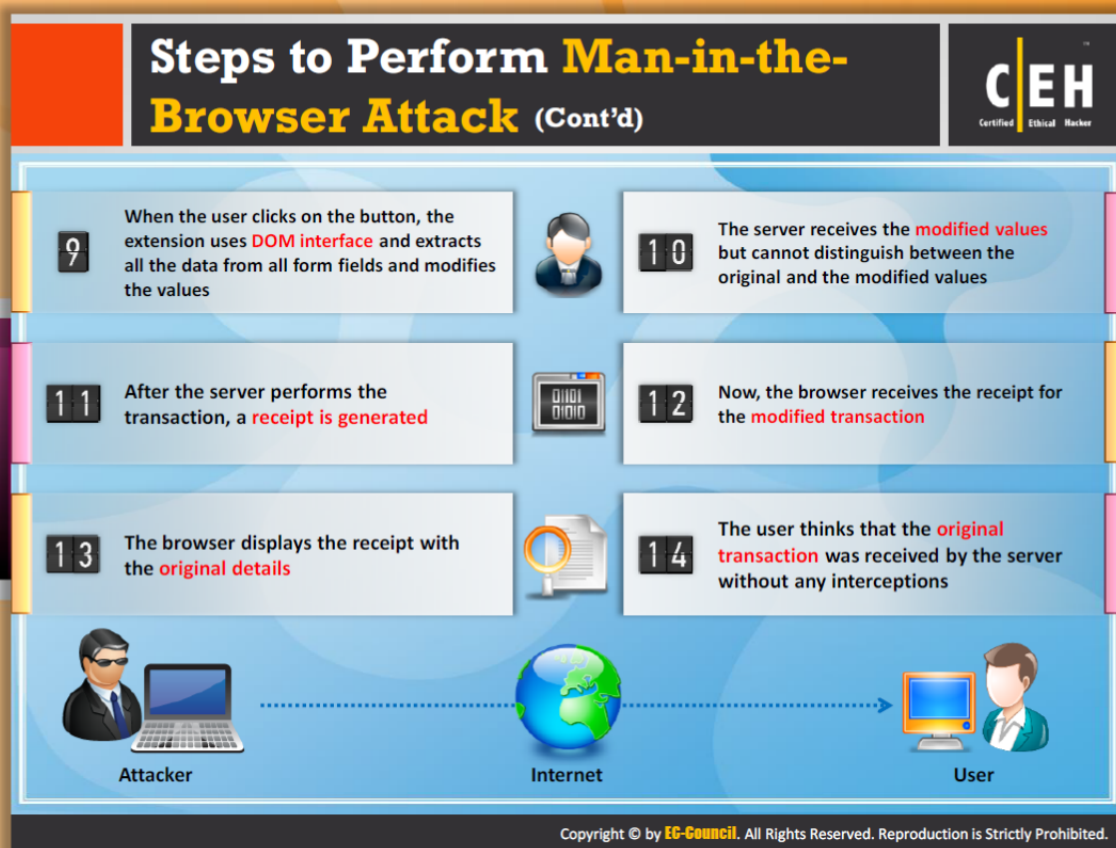 Steps to Perform Man-in-the-
Browser Attack (Cont'd)
CEH
TM
Certified Ethical Hacker
9
When the user clicks on the button, the
extension uses DOM interface and extracts
all the data from all form fields and modifies
the values
10
The server receives the modified values
but cannot distinguish between the
original and the modified values
11
After the server performs the
transaction, a receipt is generated
01101
01010
12
Now, the browser receives the receipt for
the modified transaction
13
The browser displays the receipt with
the original details
14
The user thinks that the original
transaction was received by the server
without any interceptions
Attacker
Internet
User
Copyright © by EC-Council. All Rights Reserved. Reproduction is Strictly Prohibited.